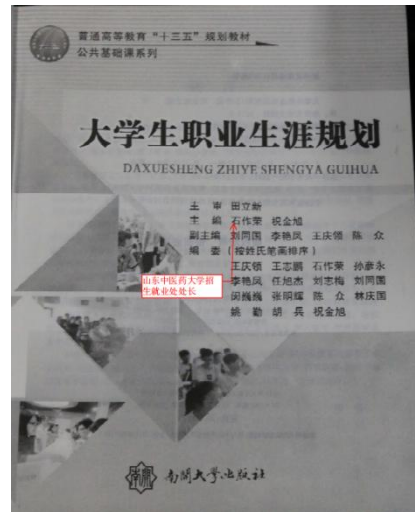 普通高等教育“十三五”规划教材
公共基础课系列
大学生职业生涯规划
DAXUESHENG ZHIYE SHENGYA GUIHUA
主 审 田立新
主 编 石作荣 祝金旭
副主编 刘同国 李艳凤 王庆领 陈 众
编 委（按姓氏笔画排序）
王庆领 王志鹏 石作荣 孙彦永
李艳凤 任旭杰 刘志梅 刘同国
闵巍巍 张明辉 陈 众 林庆国
姚 勤 胡 兵 祝金旭
山东中医药大学招
生就业处处长
南开大学出版社